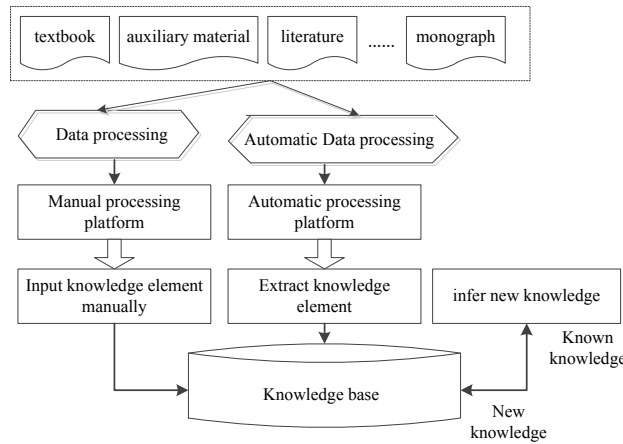 textbook
auxiliary material
literature
......
monograph
Data processing
Automatic Data processing
Manual processing
platform
Automatic processing
platform
Input knowledge element
manually
Extract knowledge
element
infer new knowledge
Known
knowledge
Knowledge base
New
knowledge